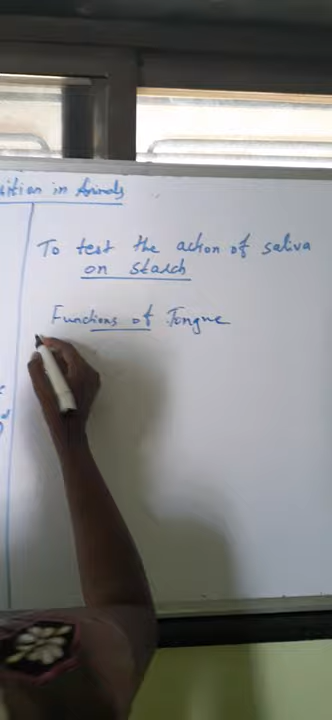 ition in Animals
To test the action of saliva
on starch
Functions of Tongue